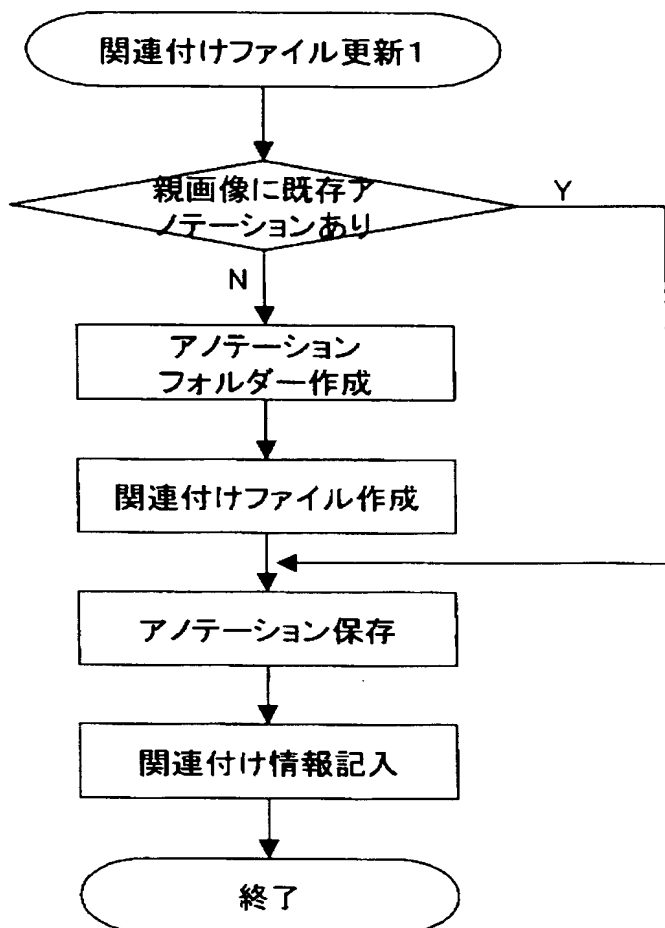 関連付けファイル更新1
親画像に既存ア
ノテーションあり
Y
N
アノテーション
フォルダー作成
関連付けファイル作成
アノテーション保存
関連付け情報記入
終了